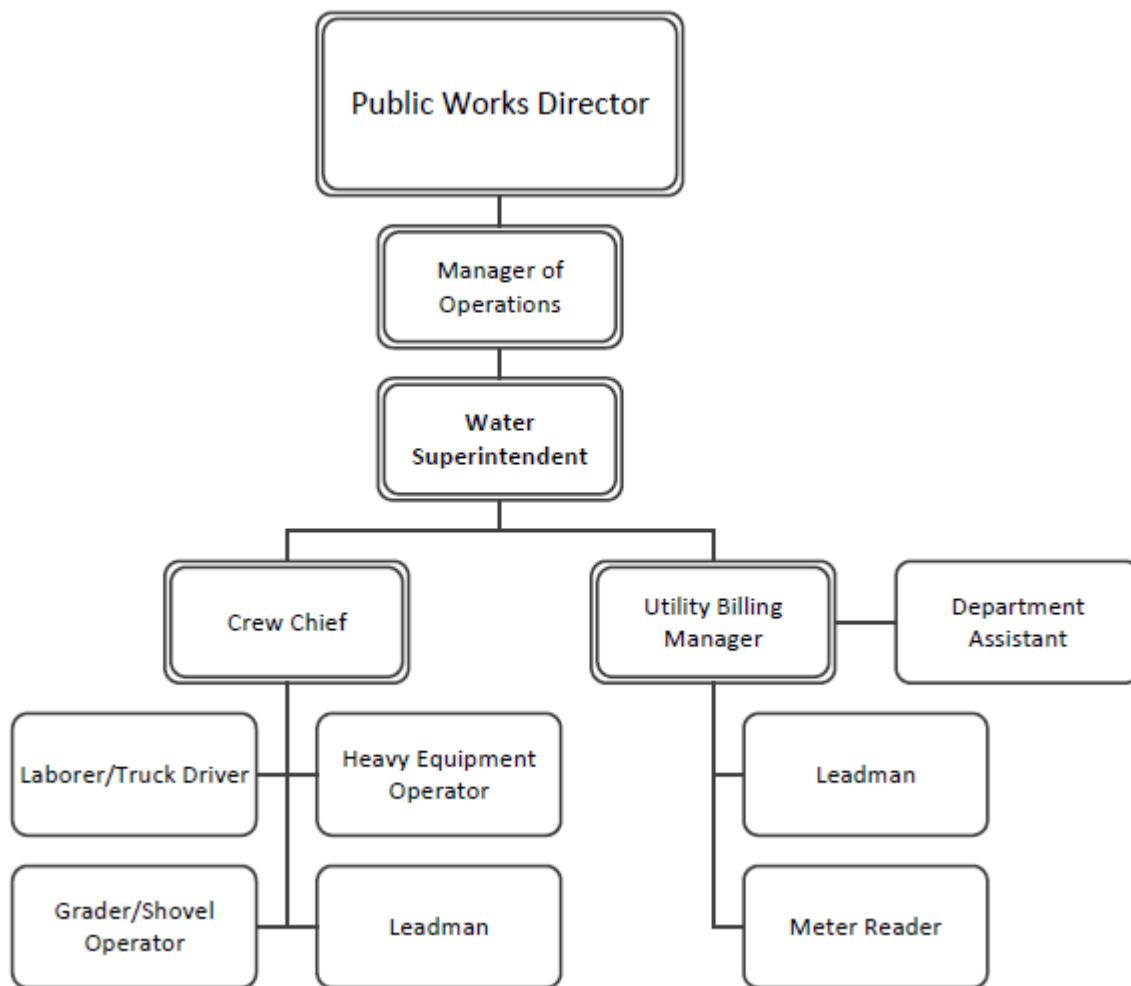 Public Works Director
Manager of
Operations
Water
Superintendent
Crew Chief
Utility Billing
Manager
Department
Assistant
Laborer/Truck Driver
Heavy Equipment
Operator
Leadman
Grader/Shovel
Operator
Leadman
Meter Reader